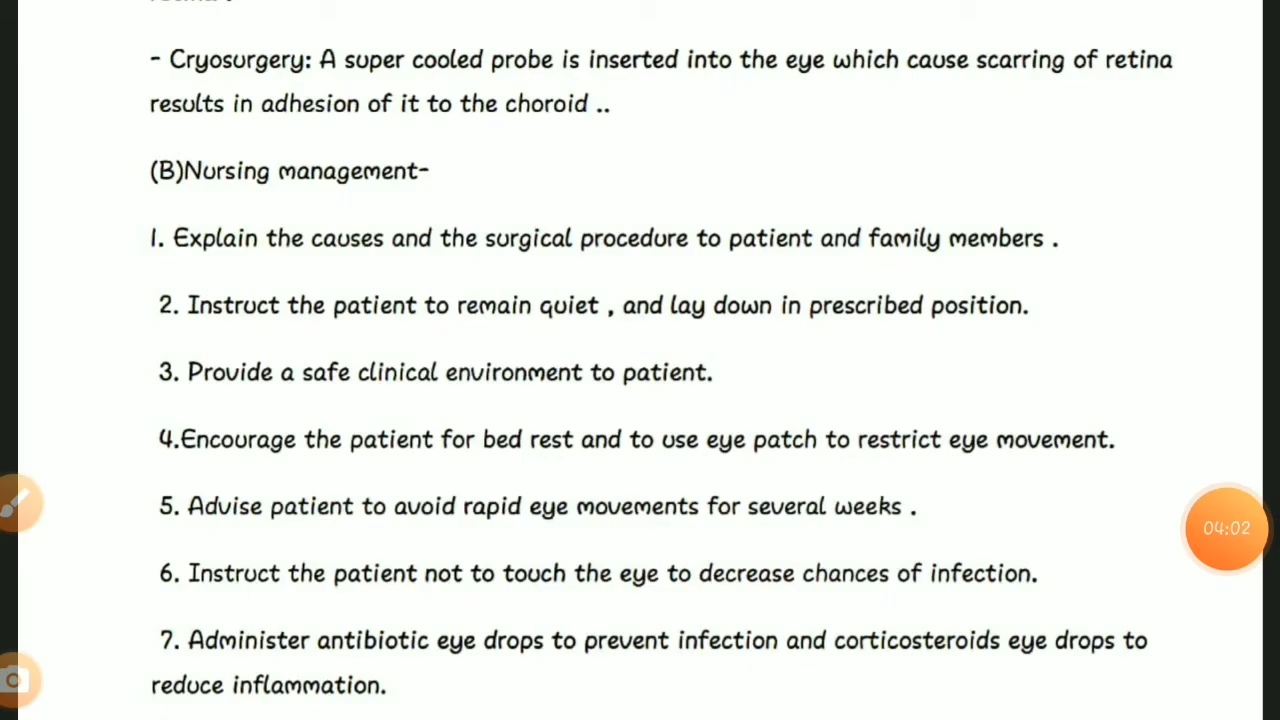 - Cryosurgery: A super cooled probe is inserted into the eye which cause scarring of retina
results in adhesion of it to the choroid ..
(B)Nursing management-
1. Explain the causes and the surgical procedure to patient and family members .
2. Instruct the patient to remain quiet , and lay down in prescribed position.
3. Provide a safe clinical environment to patient.
4.Encourage the patient for bed rest and to use eye patch to restrict eye movement.
5. Advise patient to avoid rapid eye movements for several weeks .
04:02
6. Instruct the patient not to touch the eye to decrease chances of infection.
7. Administer antibiotic eye drops to prevent infection and corticosteroids eye drops to
reduce inflammation.